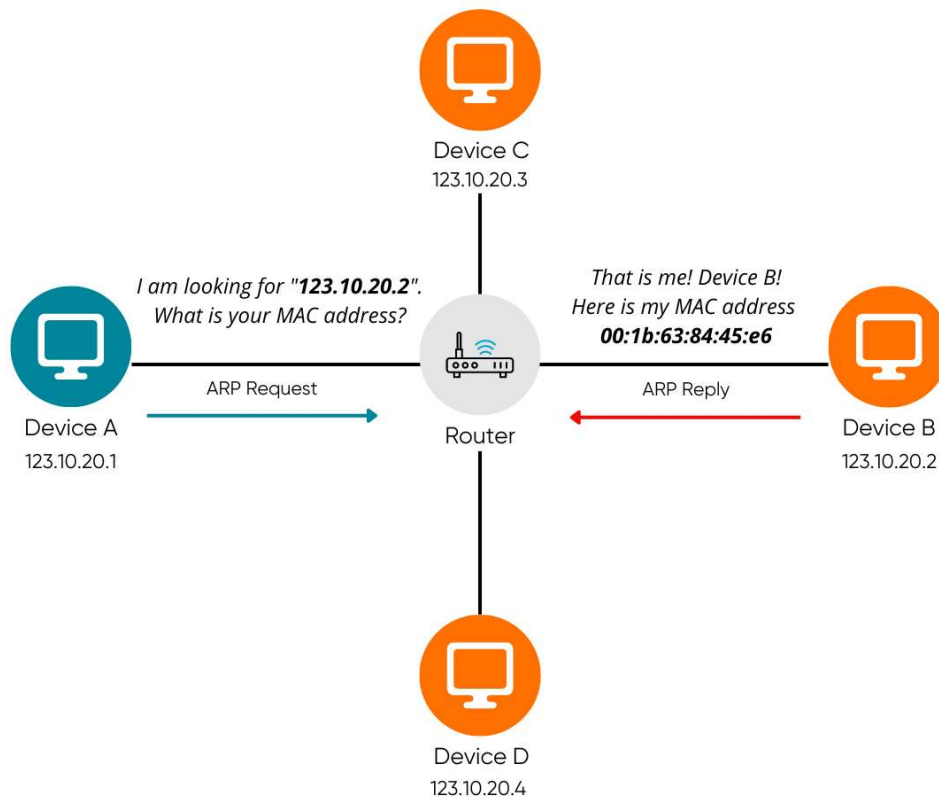 Device C
123.10.20.3
I am looking for "123.10.20.2".
What is your MAC address?
That is me! Device B!
Here is my MAC address
00:1b:63:84:45:e6
ARP Request
ARP Reply
Device A
123.10.20.1
Router
Device B
123.10.20.2
Device D
123.10.20.4